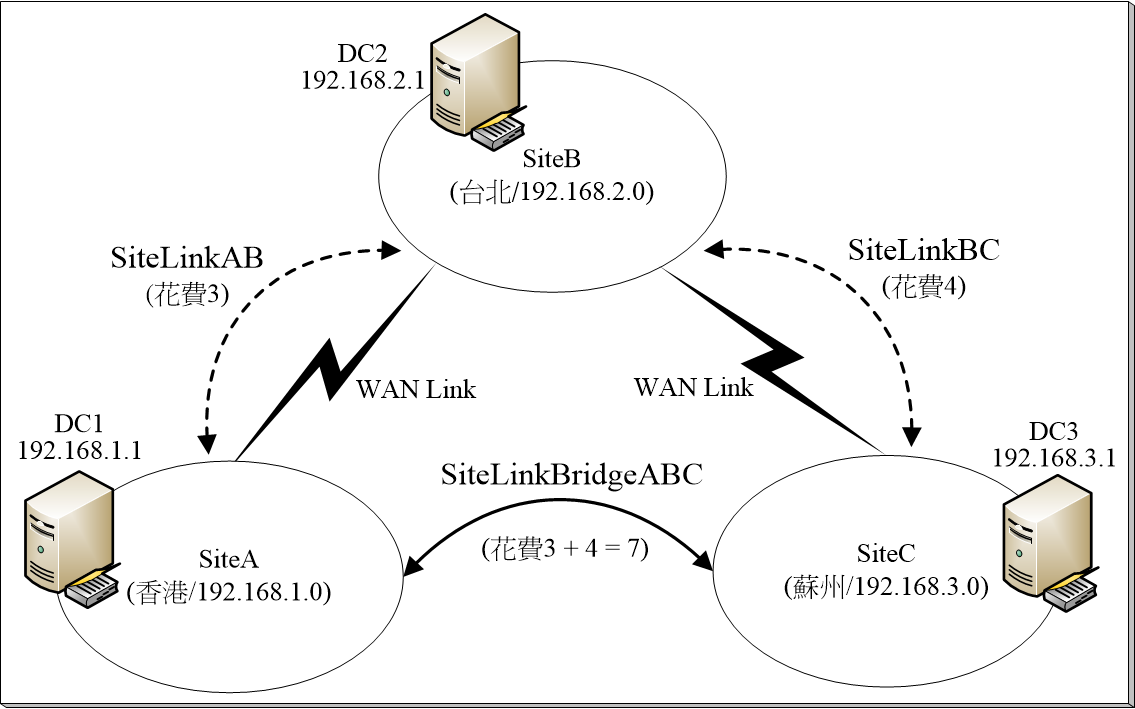 DC2
192.168.2.1
SiteB
(台北/192.168.2.0)
SiteLinkAB
(花費3)
SiteLinkBC
(花費4)
WAN Link
WAN Link
DC1
192.168.1.1
DC3
192.168.3.1
SiteLinkBridgeABC
(花費3 + 4 = 7)
SiteA
(香港/192.168.1.0)
SiteC
(蘇州/192.168.3.0)